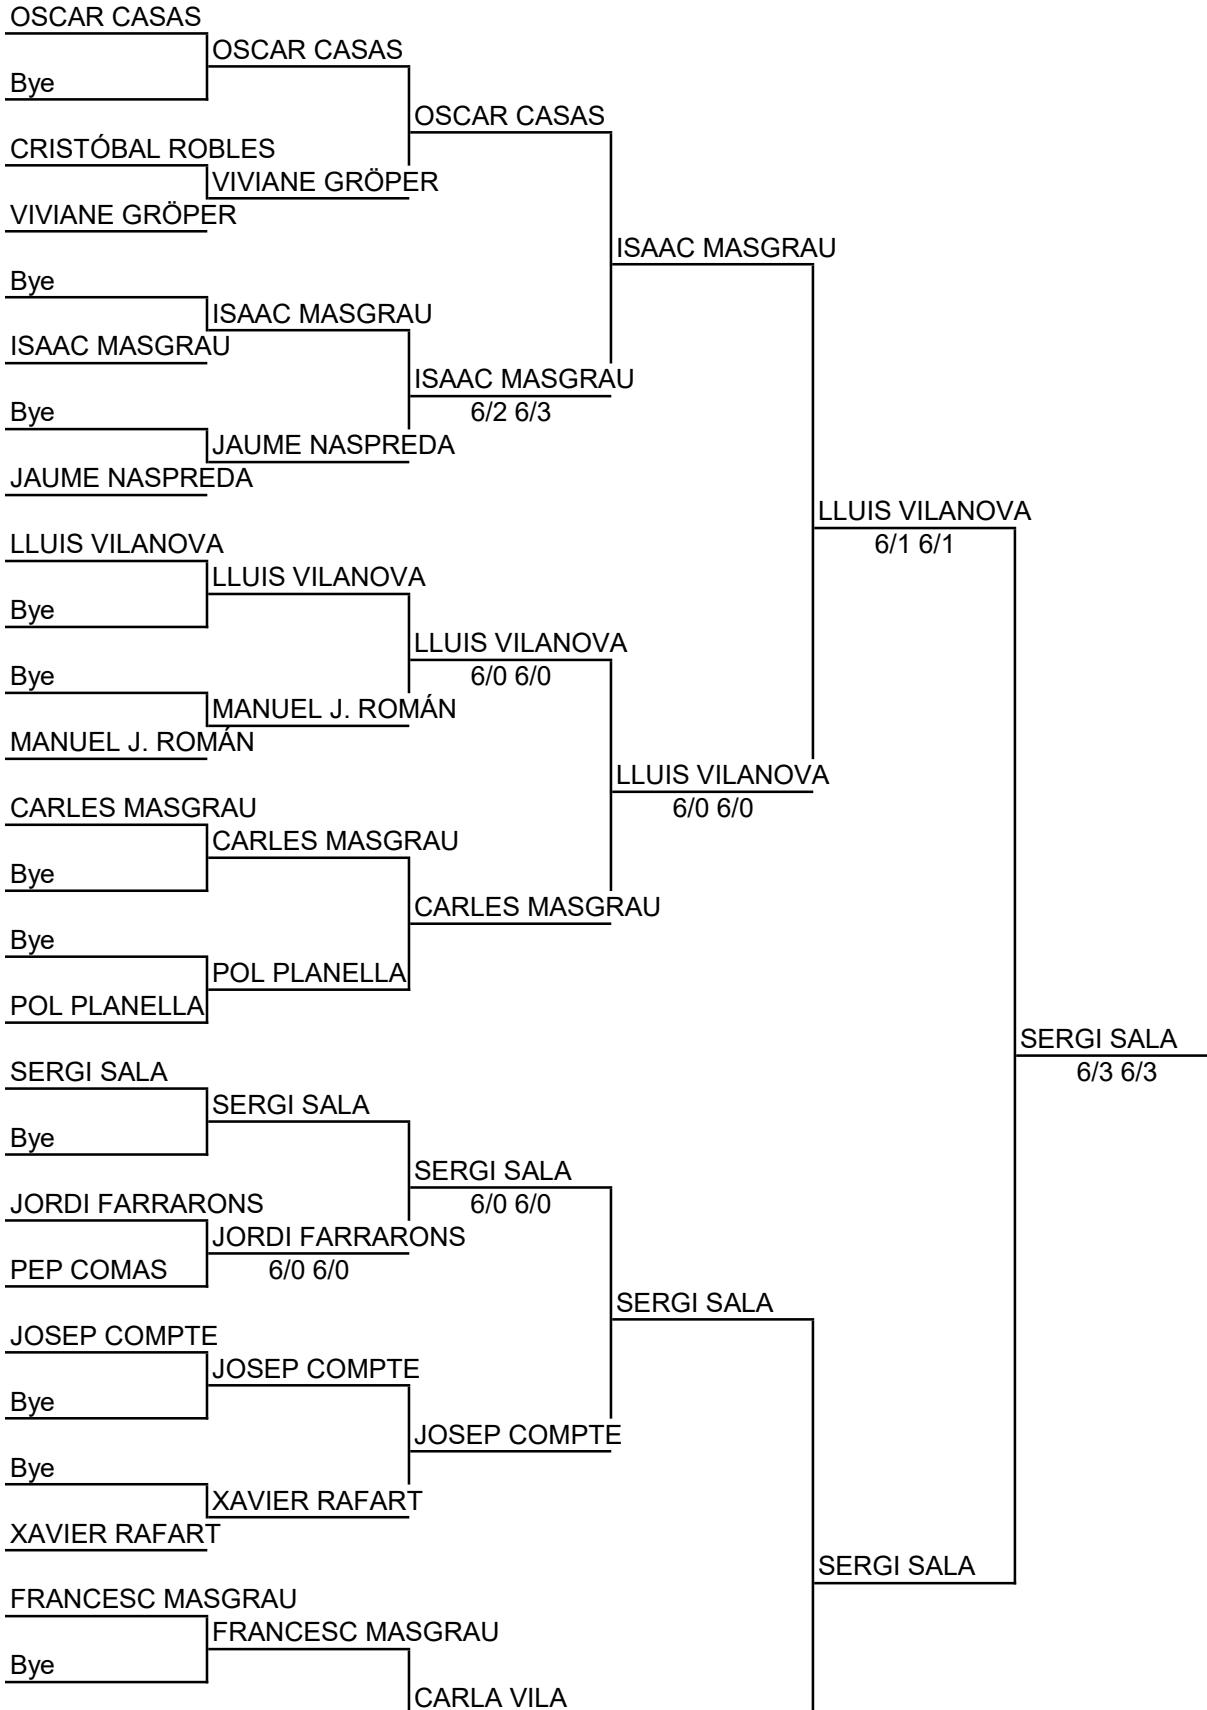 OSCAR CASAS
OSCAR CASAS
Bye
OSCAR CASAS
CRISTÓBAL ROBLES
VIVIANE GRÖPER
VIVIANE GRÖPER
ISAAC MASGRAU
Bye
ISAAC MASGRAU
ISAAC MASGRAU
ISAAC MASGRAU
Bye
6/2 6/3
JAUME NASPREDA
JAUME NASPREDA
LLUIS VILANOVA
LLUIS VILANOVA
6/1 6/1
LLUIS VILANOVA
Bye
LLUIS VILANOVA
Bye
6/0 6/0
MANUEL J. ROMÁN
MANUEL J. ROMÁN
LLUIS VILANOVA
CARLES MASGRAU
6/0 6/0
CARLES MASGRAU
Bye
CARLES MASGRAU
Bye
POL PLANELLA
POL PLANELLA
SERGI SALA
SERGI SALA
6/3 6/3
SERGI SALA
Bye
SERGI SALA
JORDI FARRARONS
6/0 6/0
JORDI FARRARONS
PEP COMAS
6/0 6/0
SERGI SALA
JOSEP COMPTE
JOSEP COMPTE
Bye
JOSEP COMPTE
Bye
XAVIER RAFART
XAVIER RAFART
SERGI SALA
FRANCESC MASGRAU
FRANCESC MASGRAU
Bye
CARLA VILA